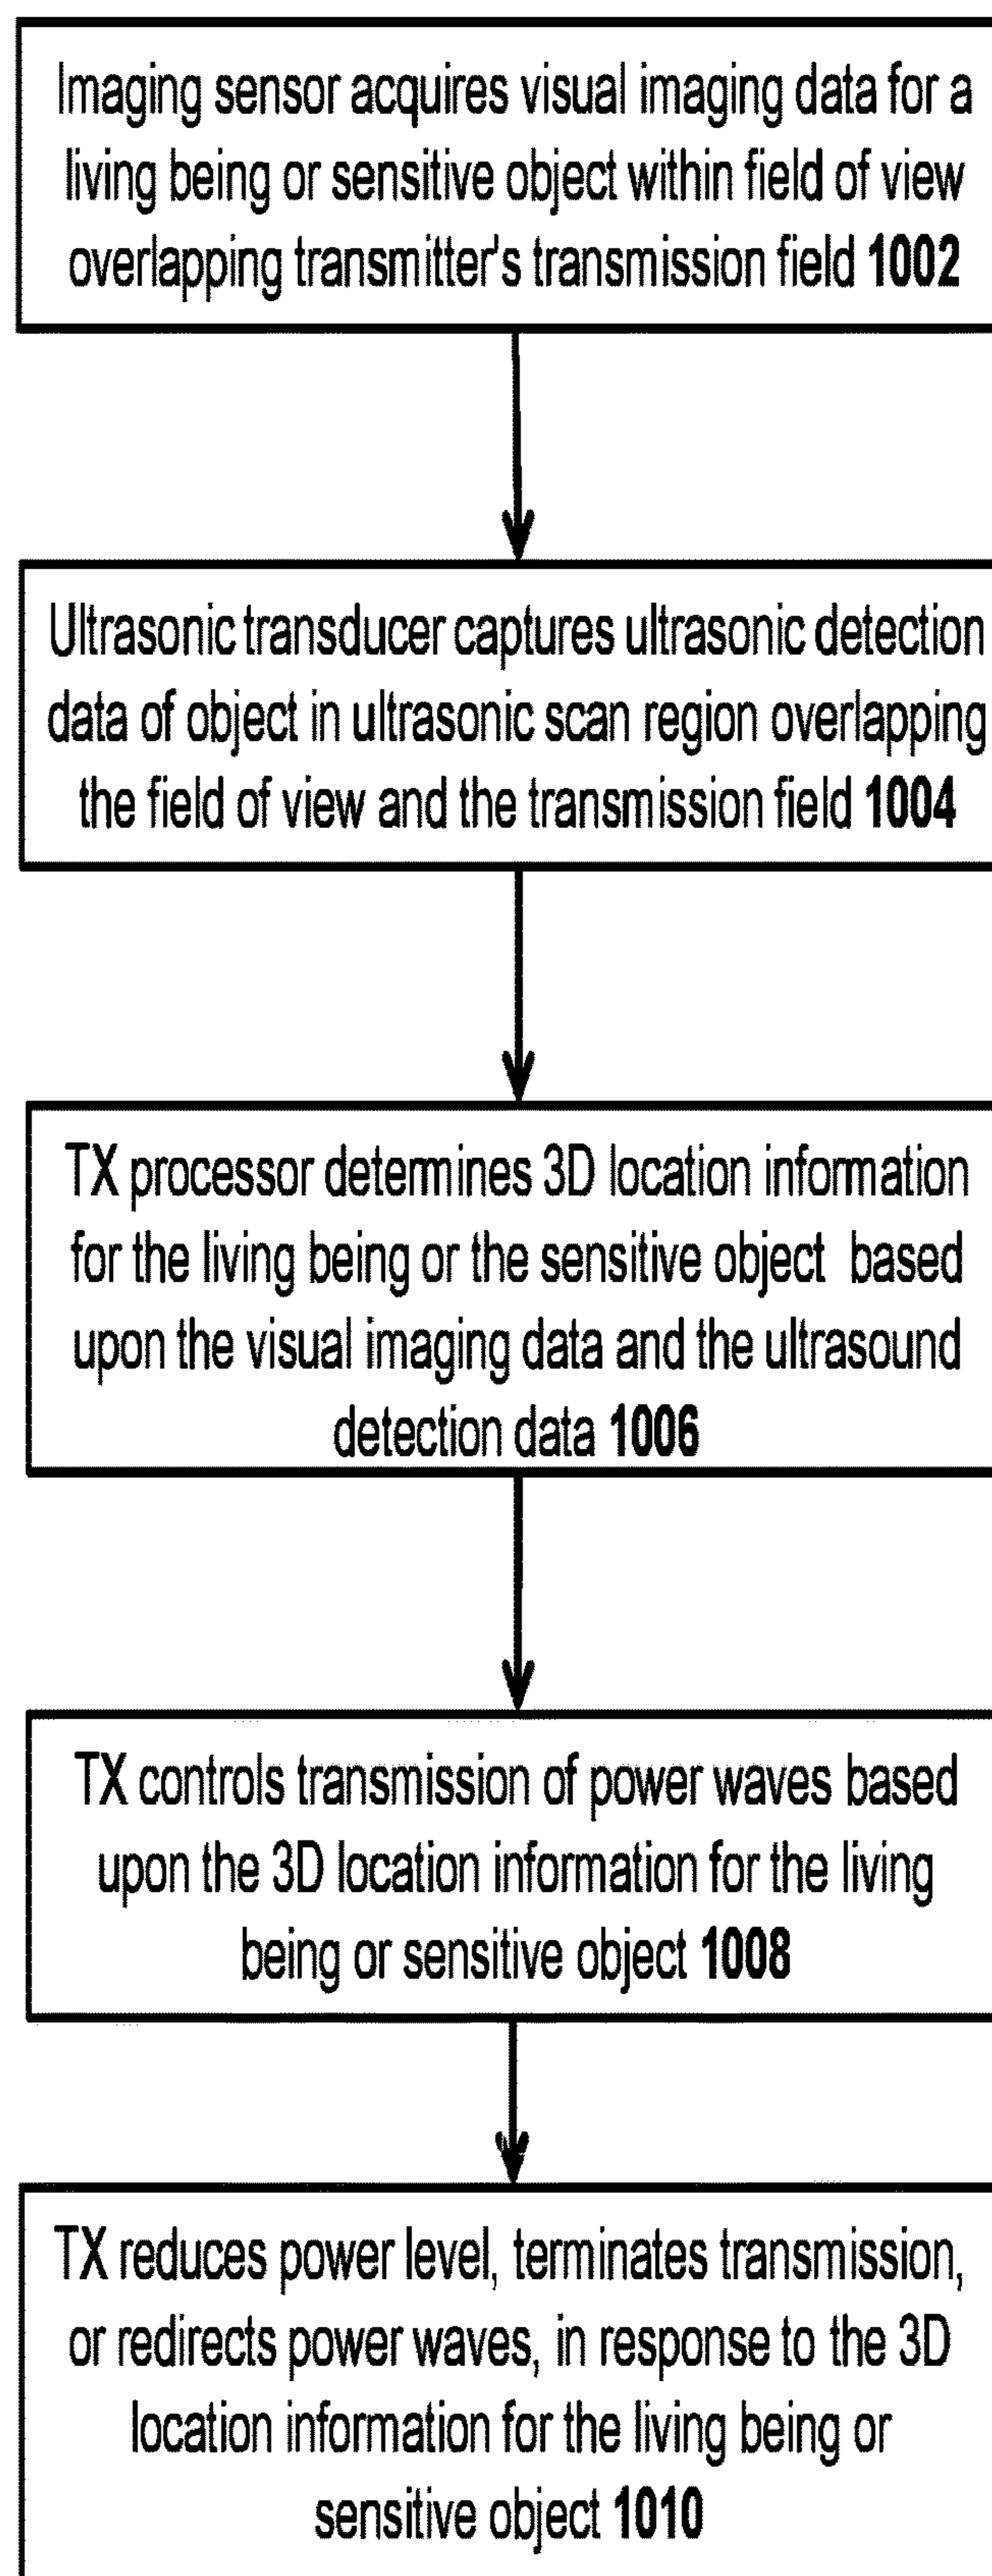 Imaging sensor acquires visual imaging data for a
living being or sensitive object within field of view
overlapping transmitter's transmission field 1002
Ultrasonic transducer captures ultrasonic detection
data of object in ultrasonic scan region overlapping
the field of view and the transmission field 1004
TX processor determines 3D location information
for the living being or the sensitive object based
upon the visual imaging data and the ultrasound
detection data 1006
TX controls transmission of power waves based
upon the 3D location information for the living
being or sensitive object 1008
TX reduces power level, terminates transmission,
or redirects power waves, in response to the 3D
location information for the living being or
sensitive object 1010